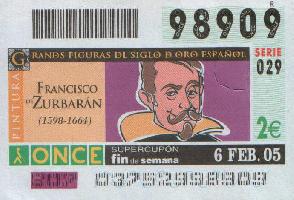 98909
GRANDES FIGURAS DEL SIGLO D ORO ESPAÑOL
SERIE
029
PINTURA
FRANCISCO
DE ZURBARÁN
(1598-1664)
2€
ONCE
SUPERCUPÓN
fin de semana
6 FEB. 05